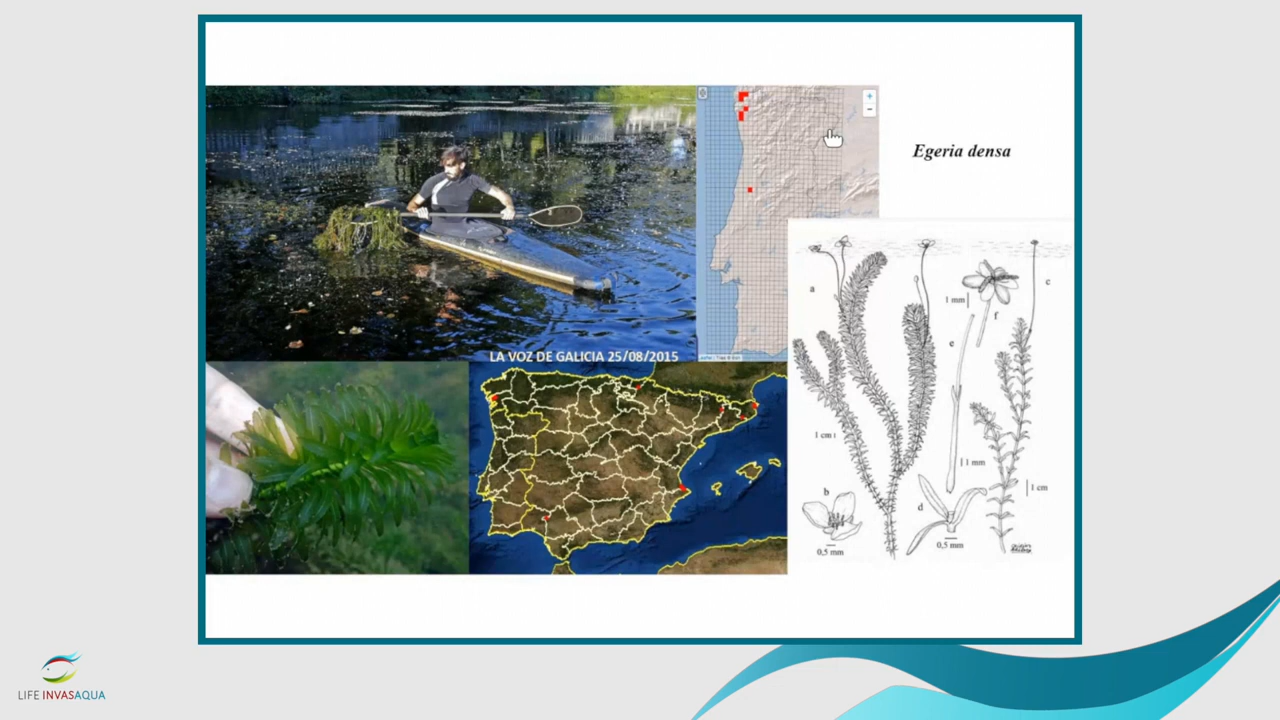 Egeria densa
LA VOZ DE GALICIA 25/08/2015
a
c
1 mm
f
e
1 cm
1 mm
b
d
1 cm
0,5 mm
0,5 mm
LIFE INVASAQUA